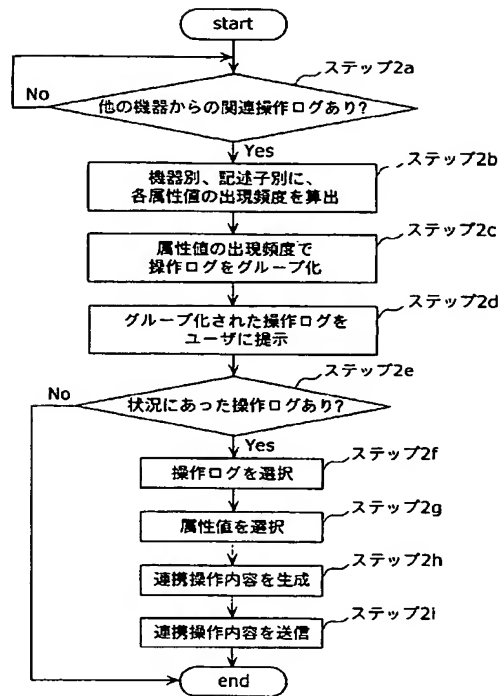 start
ステップ2a
No
他の機器からの関連操作ログあり?
Yes
ステップ2b
機器別、記述子別に、
各属性値の出現頻度を算出
ステップ2c
属性値の出現頻度で
操作ログをグループ化
ステップ2d
グループ化された操作ログを
ユーザに提示
ステップ2e
No
状況にあった操作ログあり?
Yes
ステップ2f
操作ログを選択
ステップ2g
属性値を選択
ステップ2h
連携操作内容を生成
ステップ2i
連携操作内容を送信
end